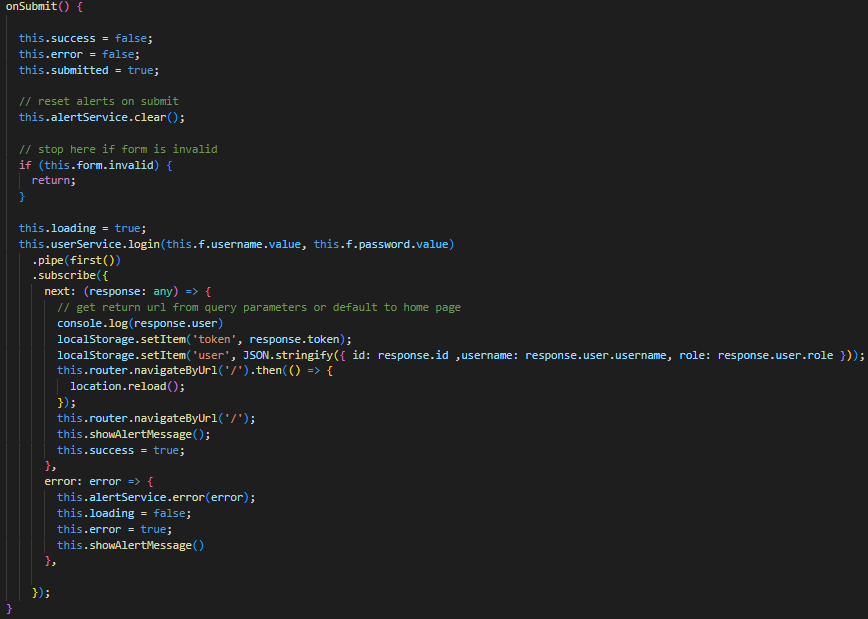 onSubmit() {
this.success = false;
this.error = false;
this.submitted = true;
// reset alerts on submit
this.alertService.clear();
// stop here if form is invalid
if (this.form.invalid) {
return;
}
this.loading = true;
this.userService.login(this.f.username.value, this.f.password.value)
.pipe(first())
.subscribe({
next: (response: any) => {
// get return url from query parameters or default to home page
console.log(response.user)
localStorage.setItem('token', response.token);
localStorage.setItem('user', JSON.stringify({ id: response.id ,username: response.user.username, role: response.user.role }));
this.router.navigateByUrl('/').then(() => {
location.reload();
});
this.router.navigateByUrl('/');
this.showAlertMessage();
this.success = true;
},
error: error => {
this.alertService.error(error);
this.loading = false;
this.error = true;
this.showAlertMessage()
},
});
}